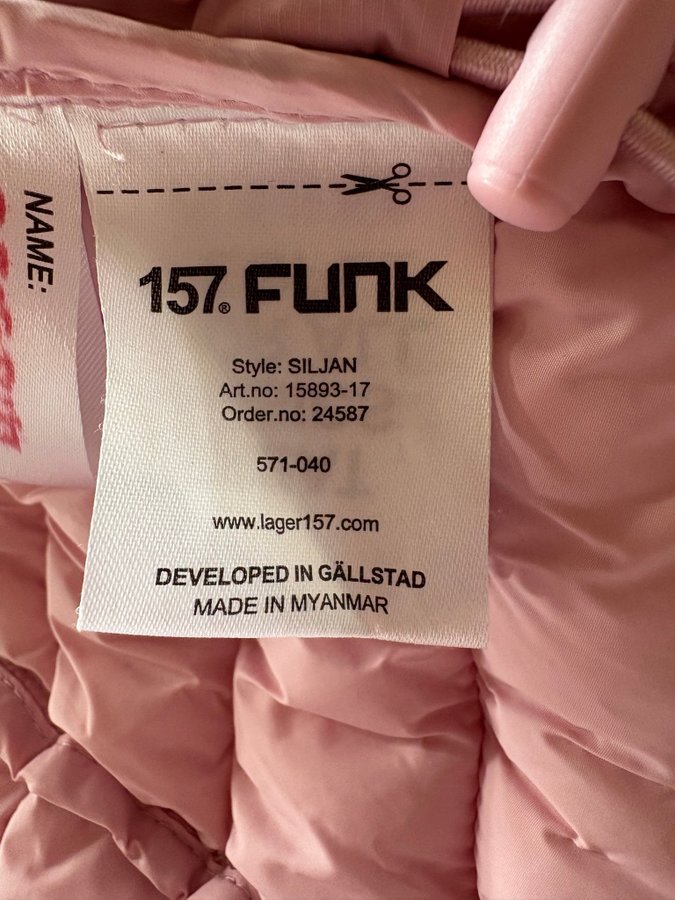 NAME:
157® FUNK
Style: SILJAN
Art.no: 15893-17
Order.no: 24587
571-040
www.lager157.com
DEVELOPED IN GÄLLSTAD
MADE IN MYANMAR